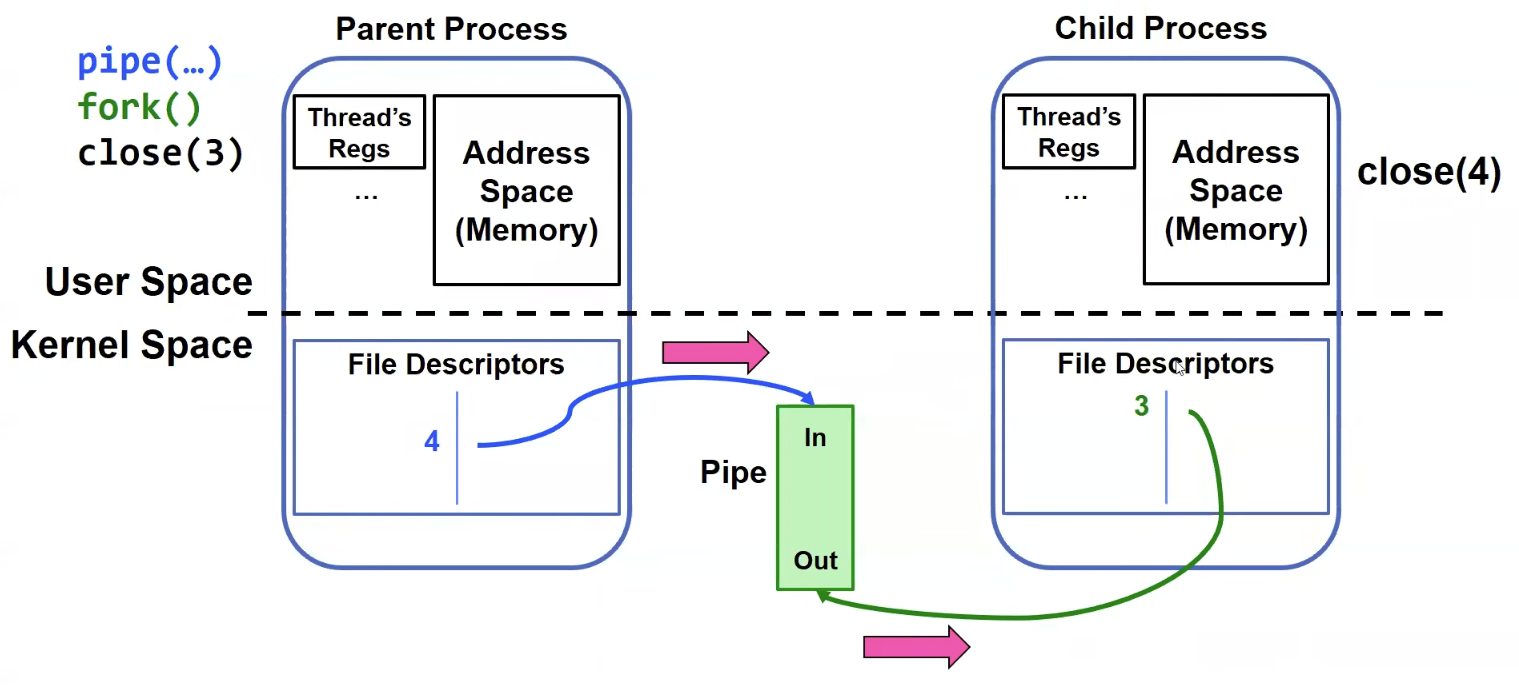 Parent Process
Child Process
pipe(…)
fork()
close(3)
Thread's
Regs
...
Address
Space
(Memory)
Thread's
Regs
...
Address
Space
(Memory)
close(4)
User Space
Kernel Space
File Descriptors
4
Pipe
In
Out
File Descriptors
3